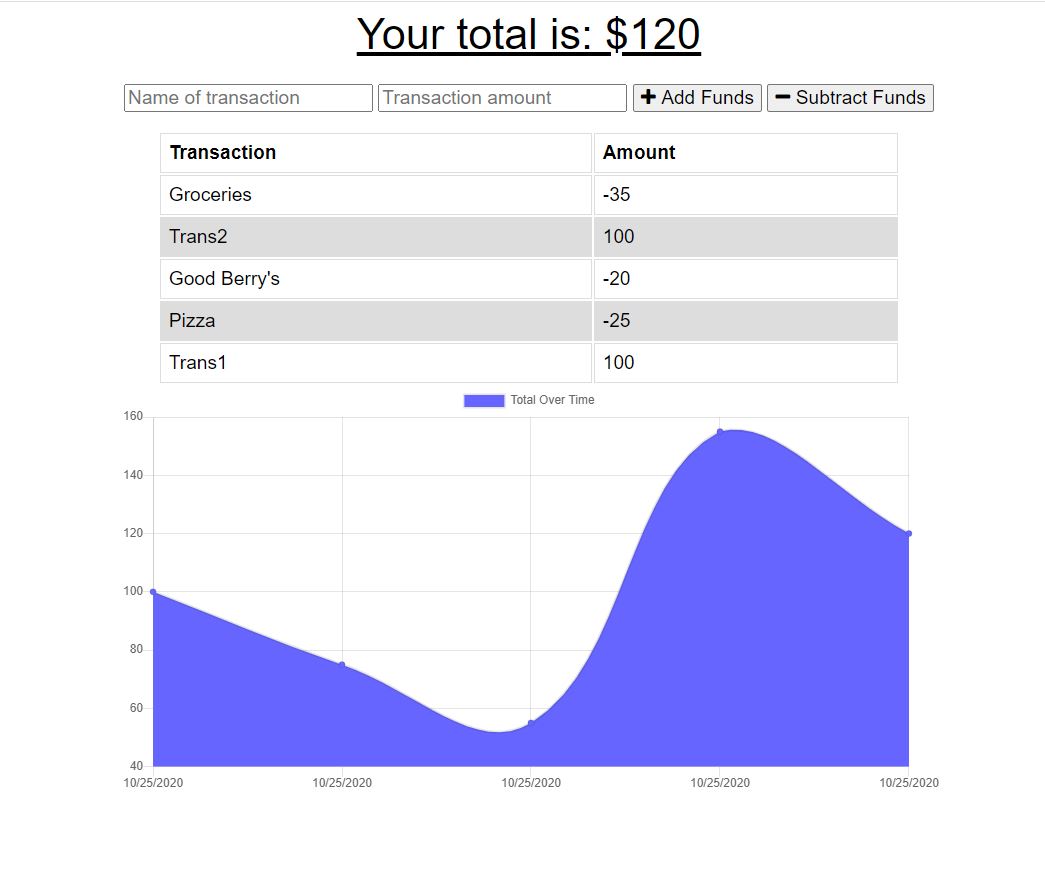 Your total is: $120
Name of transaction Transaction amount + Add Funds − Subtract Funds
Transaction Amount
Groceries -35
Trans2 100
Good Berry's -20
Pizza -25
Trans1 100
Total Over Time
160
140
120
100
80
60
40
10/25/2020 10/25/2020 10/25/2020 10/25/2020 10/25/2020